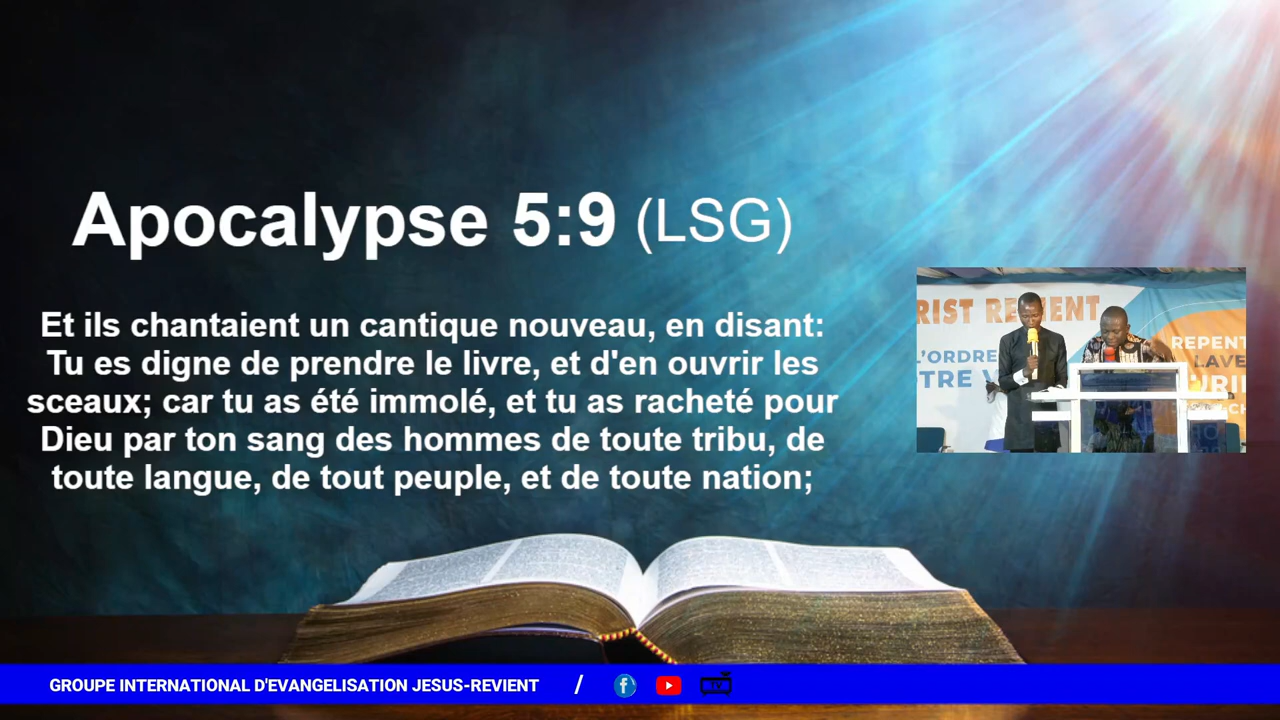 Apocalypse 5:9 (LSG)
Et ils chantaient un cantique nouveau, en disant:
Tu es digne de prendre le livre, et d'en ouvrir les
sceaux; car tu as été immolé, et tu as racheté pour
Dieu par ton sang des hommes de toute tribu, de
toute langue, de tout peuple, et de toute nation;
RIST REVIENT
L'ORDRE
TRE V
REPENT
LAVE
GROUPE INTERNATIONAL D'EVANGELISATION JESUS-REVIENT /
TV